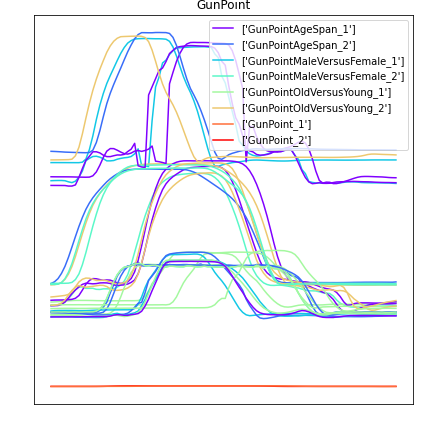 GunPoint
['GunPointAgeSpan_1']
['GunPointAgeSpan_2']
['GunPointMaleVersusFemale_1']
['GunPointMaleVersusFemale_2']
['GunPointOldVersusYoung_1']
['GunPointOldVersusYoung_2']
['GunPoint_1']
['GunPoint_2']